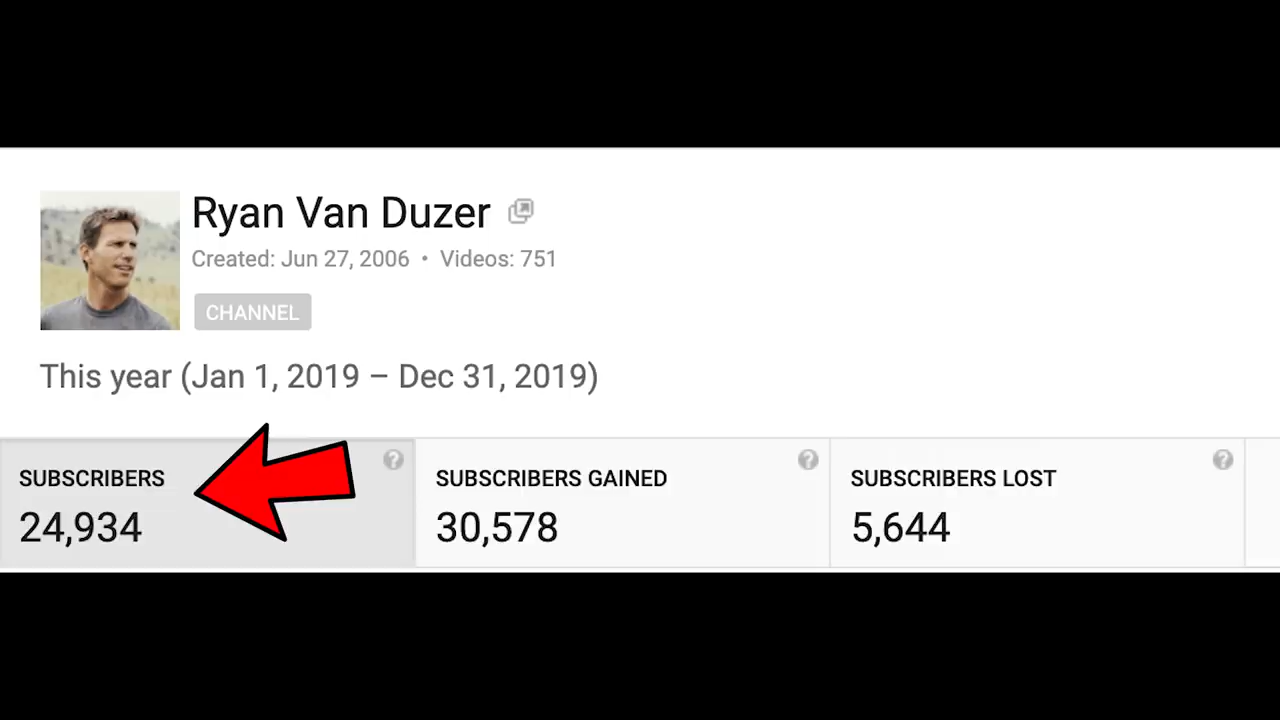 Ryan Van Duzer
Created: Jun 27, 2006 • Videos: 751
CHANNEL
This year (Jan 1, 2019 – Dec 31, 2019)
SUBSCRIBERS ?
24,934
SUBSCRIBERS GAINED ?
30,578
SUBSCRIBERS LOST ?
5,644